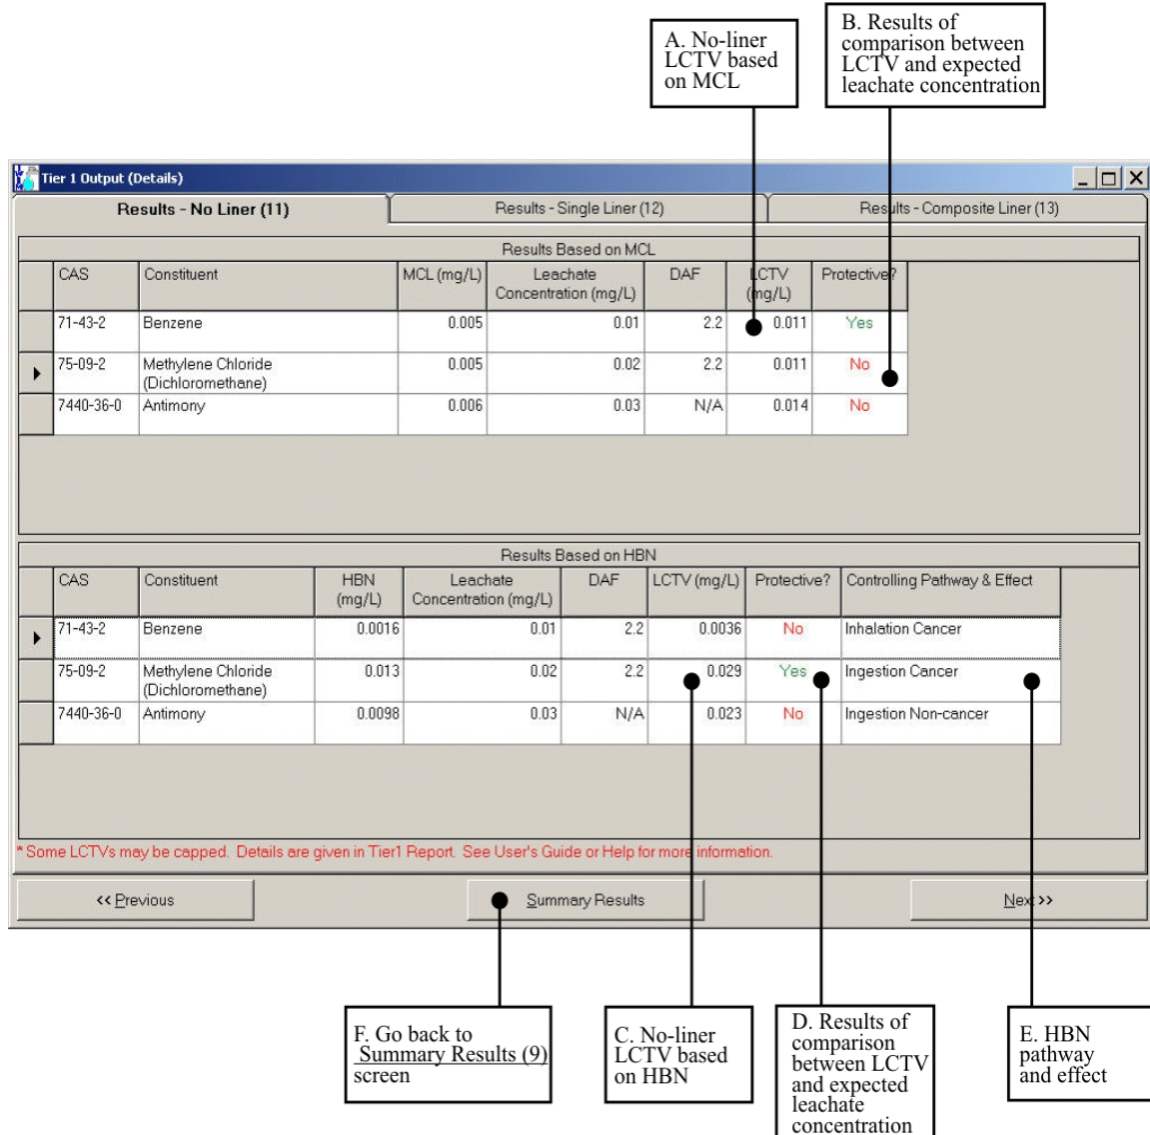 A. No-liner
LCTV based
on MCL
B. Results of
comparison between
LCTV and expected
leachate concentration
Tier 1 Output (Details)
Results - No Liner (11)
Results - Single Liner (12)
Results - Composite Liner (13)
Results Based on MCL
CAS Constituent MCL (mg/L) Leachate Concentration (mg/L) DAF LCTV (mg/L) Protective?
71-43-2 Benzene 0.005 0.01 2.2 0.011 Yes
75-09-2 Methylene Chloride (Dichloromethane) 0.005 0.02 2.2 0.011 No
7440-36-0 Antimony 0.006 0.03 N/A 0.014 No
Results Based on HBN
CAS Constituent HBN (mg/L) Leachate Concentration (mg/L) DAF LCTV (mg/L) Protective? Controlling Pathway & Effect
71-43-2 Benzene 0.0016 0.01 2.2 0.0036 No Inhalation Cancer
75-09-2 Methylene Chloride (Dichloromethane) 0.013 0.02 2.2 0.029 Yes Ingestion Cancer
7440-36-0 Antimony 0.0098 0.03 N/A 0.023 No Ingestion Non-cancer
* Some LCTVs may be capped. Details are given in Tier1 Report. See User's Guide or Help for more information.
<< Previous
Summary Results
Next >>
F. Go back to
Summary Results (9)
screen
C. No-liner
LCTV based
on HBN
D. Results of
comparison
between LCTV
and expected
leachate
concentration
E. HBN
pathway
and effect